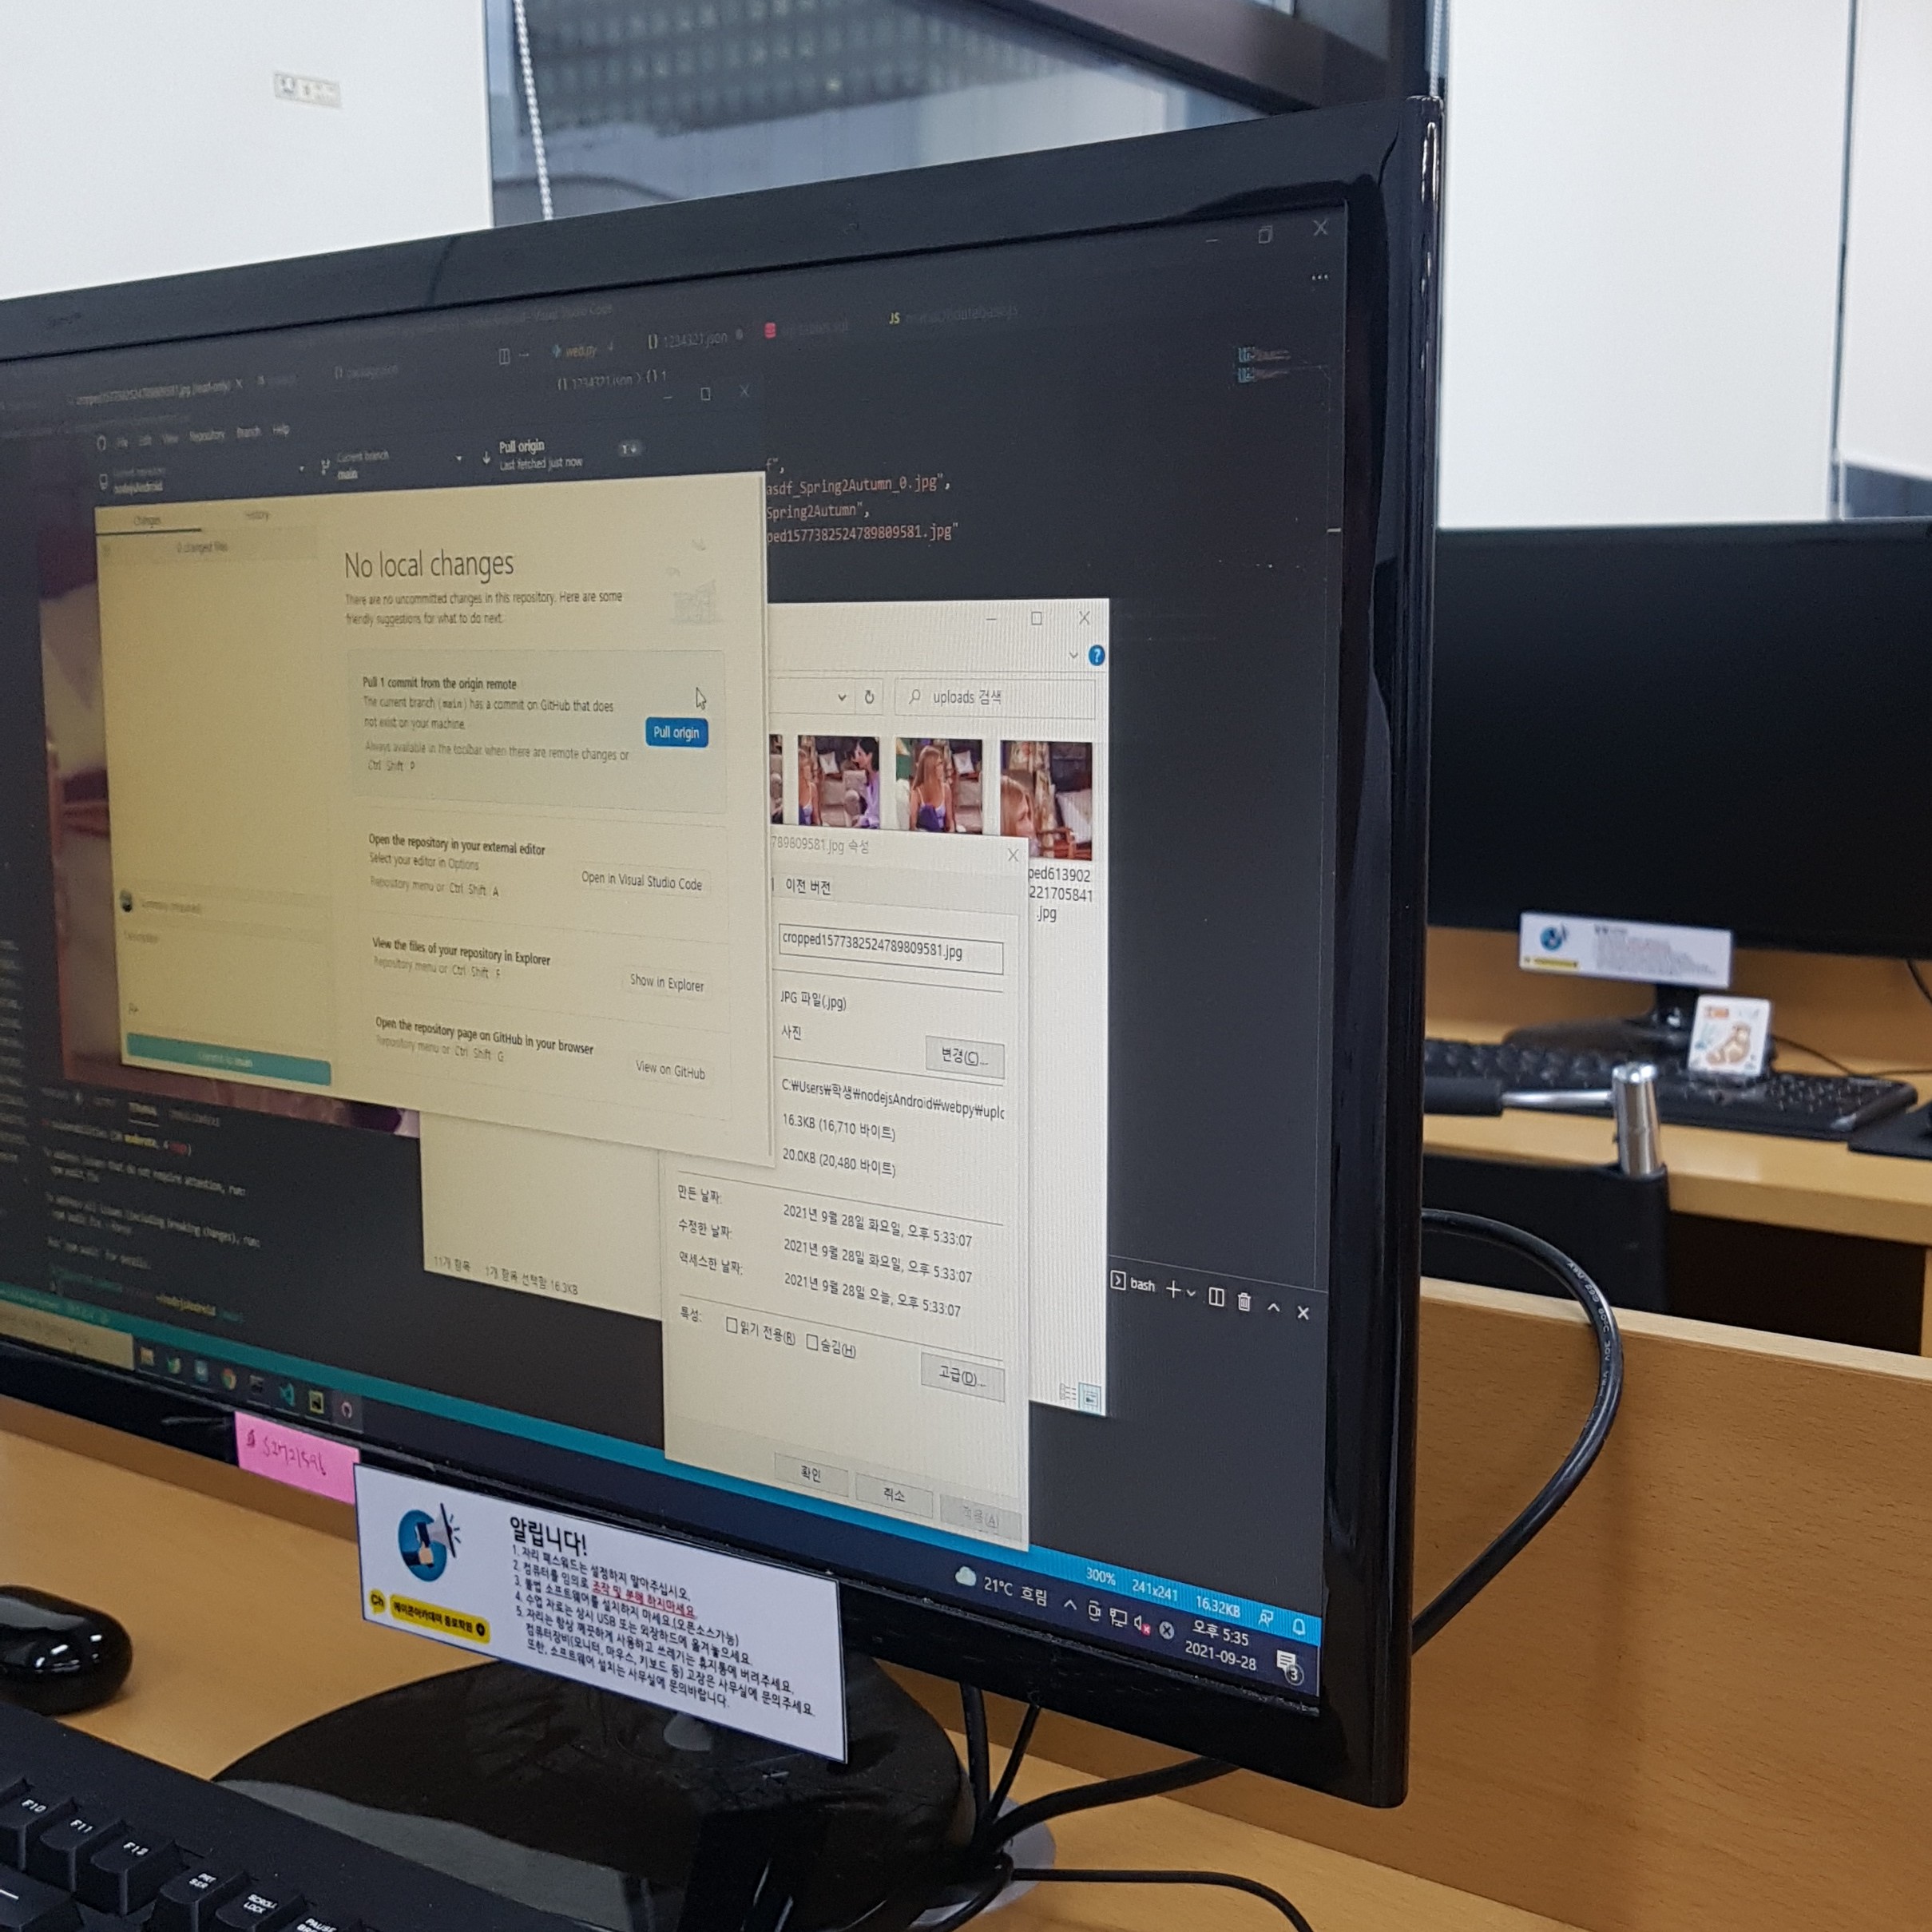 web.py
1234321.json
JS
1234321.json > {} 1
File Edit View Repository Branch Help
nodejsAndroid
Current branch
main
Pull origin
Last fetched just now
f",
asdf_Spring2Autumn_0.jpg",
Spring2Autumn",
ped1577382524789809581.jpg"
Changes
History
0 changed files
No local changes
There are no uncommitted changes in this repository. Here are some
friendly suggestions for what to do next.
Pull 1 commit from the origin remote
The current branch (main) has a commit on GitHub that does
not exist on your machine.
Always available in the toolbar when there are remote changes or
Ctrl Shift P
Pull origin
Open the repository in your external editor
Select your editor in Options
Repository menu or Ctrl Shift A
Open in Visual Studio Code
View the files of your repository in Explorer
Repository menu or Ctrl Shift F
Show in Explorer
Open the repository page on GitHub in your browser
Repository menu or Ctrl Shift G
View on GitHub
Summary (required)
Description
Commit to main
uploads 검색
ped613902
221705841
.jpg
789809581.jpg 속성
이전 버전
cropped1577382524789809581.jpg
JPG 파일(.jpg)
사진
변경(C)...
C:₩Users₩학생₩nodejsAndroid₩webpy₩uplc
16.3KB (16,710 바이트)
20.0KB (20,480 바이트)
만든 날짜:
2021년 9월 28일 화요일, 오후 5:33:07
수정한 날짜:
2021년 9월 28일 화요일, 오후 5:33:07
액세스한 날짜:
2021년 9월 28일 오늘, 오후 5:33:07
특성:
읽기 전용(R)
숨김(H)
고급(D)...
확인
취소
적용(A)
11개 항목 1개 항목 선택함 16.3KB
bash
300% 241x241 16.32KB
21°C 흐림
오후 5:35
2021-09-28
3
알립니다!
1. 자리 패스워드는 설정하지 말아주십시오.
2. 컴퓨터를 임의로 조작 및 분해 하지마세요.
3. 불법 소프트웨어를 설치하지 마세요.(오픈소스가능)
4. 수업 자료는 상시 USB 또는 외장하드에 옮겨놓으세요.
5. 자리는 항상 깨끗하게 사용하고 쓰레기는 휴지통에 버려주세요.
컴퓨터장비(모니터, 마우스, 키보드 등) 고장은 사무실에 문의주세요.
또한, 소프트웨어 설치는 사무실에 문의바랍니다.
Ch
에이콘아카데미 종로학원
F10
F11
F12
PRT
SCR
SCROLL
LOCK
PAUSE